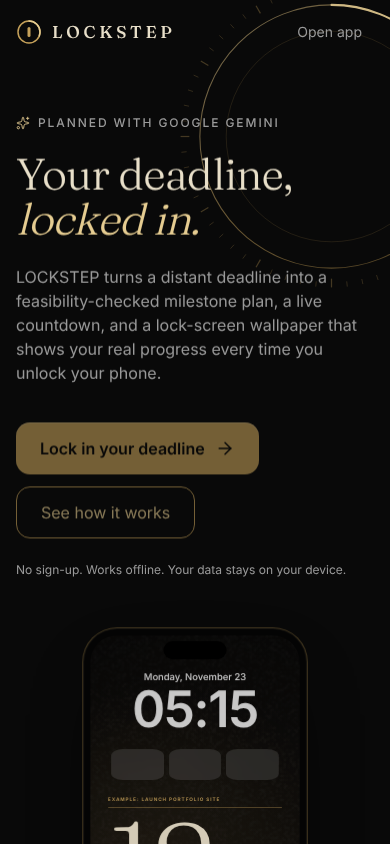 LOCKSTEP
Open app
PLANNED WITH GOOGLE GEMINI
Your deadline,
locked in.
LOCKSTEP turns a distant deadline into a
feasibility-checked milestone plan, a live
countdown, and a lock-screen wallpaper that
shows your real progress every time you
unlock your phone.
Lock in your deadline →
See how it works
No sign-up. Works offline. Your data stays on your device.
Monday, November 23
05:15
EXAMPLE: LAUNCH PORTFOLIO SITE